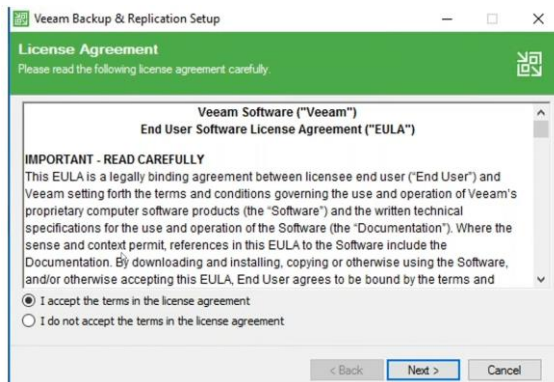 Veeam Backup & Replication Setup
License Agreement
Please read the following license agreement carefully.
Veeam Software ("Veeam")
End User Software License Agreement ("EULA")
IMPORTANT - READ CAREFULLY
This EULA is a legally binding agreement between licensee end user (“End User”) and
Veeam setting forth the terms and conditions governing the use and operation of Veeam's
proprietary computer software products (the “Software”) and the written technical
specifications for the use and operation of the Software (the “Documentation”). Where the
sense and context permit, references in this EULA to the Software include the
Documentation. By downloading and installing, copying or otherwise using the Software,
and/or otherwise accepting this EULA, End User agrees to be bound by the terms and
I accept the terms in the license agreement
I do not accept the terms in the license agreement
< Back Next > Cancel